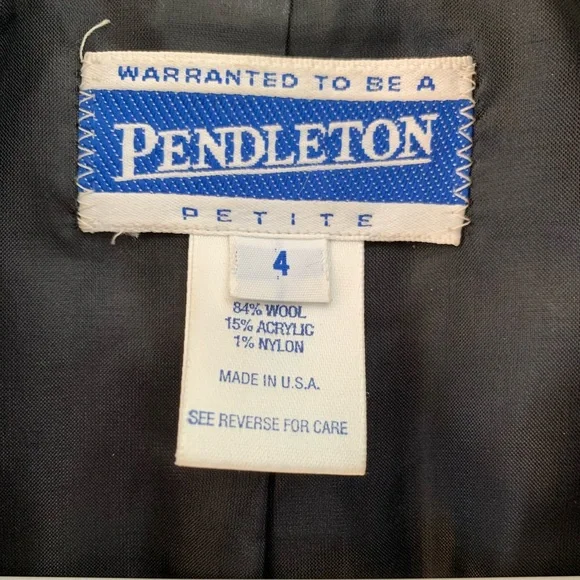 WARRANTED TO BE A
PENDLETON
PETITE
4
84% WOOL
15% ACRYLIC
1% NYLON
MADE IN U.S.A.
SEE REVERSE FOR CARE